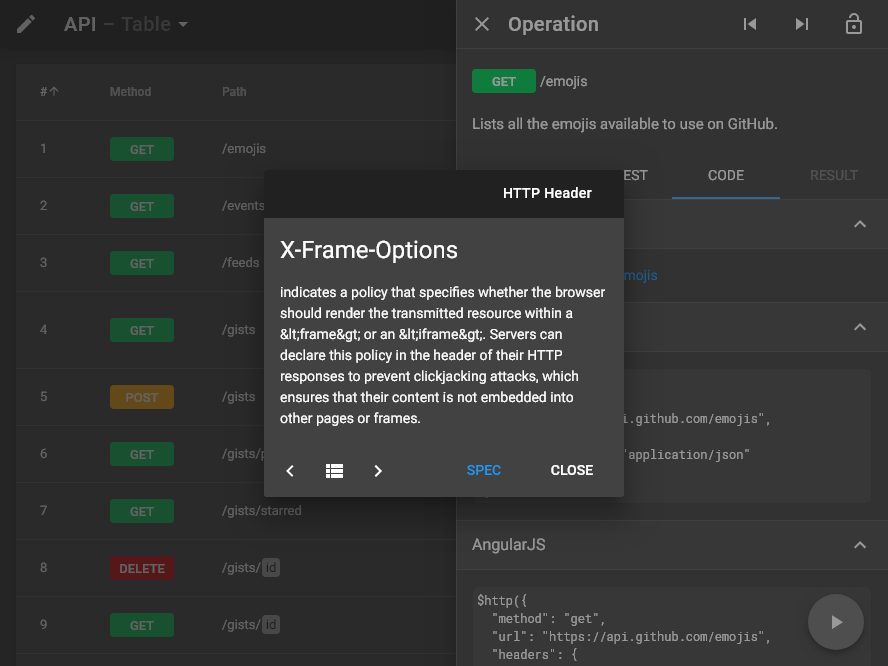 API – Table
Operation
# Method Path
1 GET /emojis
2 GET /events
3 GET /feeds
4 GET /gists
5 POST /gists
6 GET /gists/p
7 GET /gists/starred
8 DELETE /gists/ id
9 GET /gists/ id
GET /emojis
Lists all the emojis available to use on GitHub.
EST CODE RESULT
mojis
i.github.com/emojis",
"application/json"
AngularJS
$http({
"method": "get",
"url": "https://api.github.com/emojis",
"headers": {
HTTP Header
X-Frame-Options
indicates a policy that specifies whether the browser
should render the transmitted resource within a
&lt;frame&gt; or an &lt;iframe&gt;. Servers can
declare this policy in the header of their HTTP
responses to prevent clickjacking attacks, which
ensures that their content is not embedded into
other pages or frames.
SPEC CLOSE